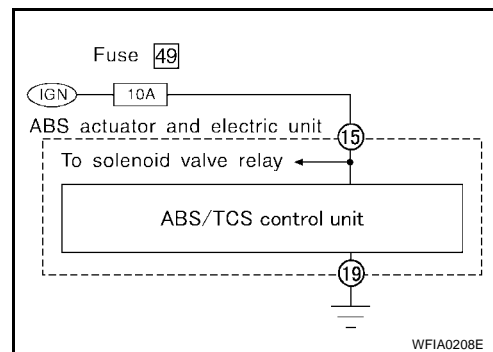 Fuse 49
IGN 10A
ABS actuator and electric unit
15
To solenoid valve relay
ABS/TCS control unit
19
WFIA0208E